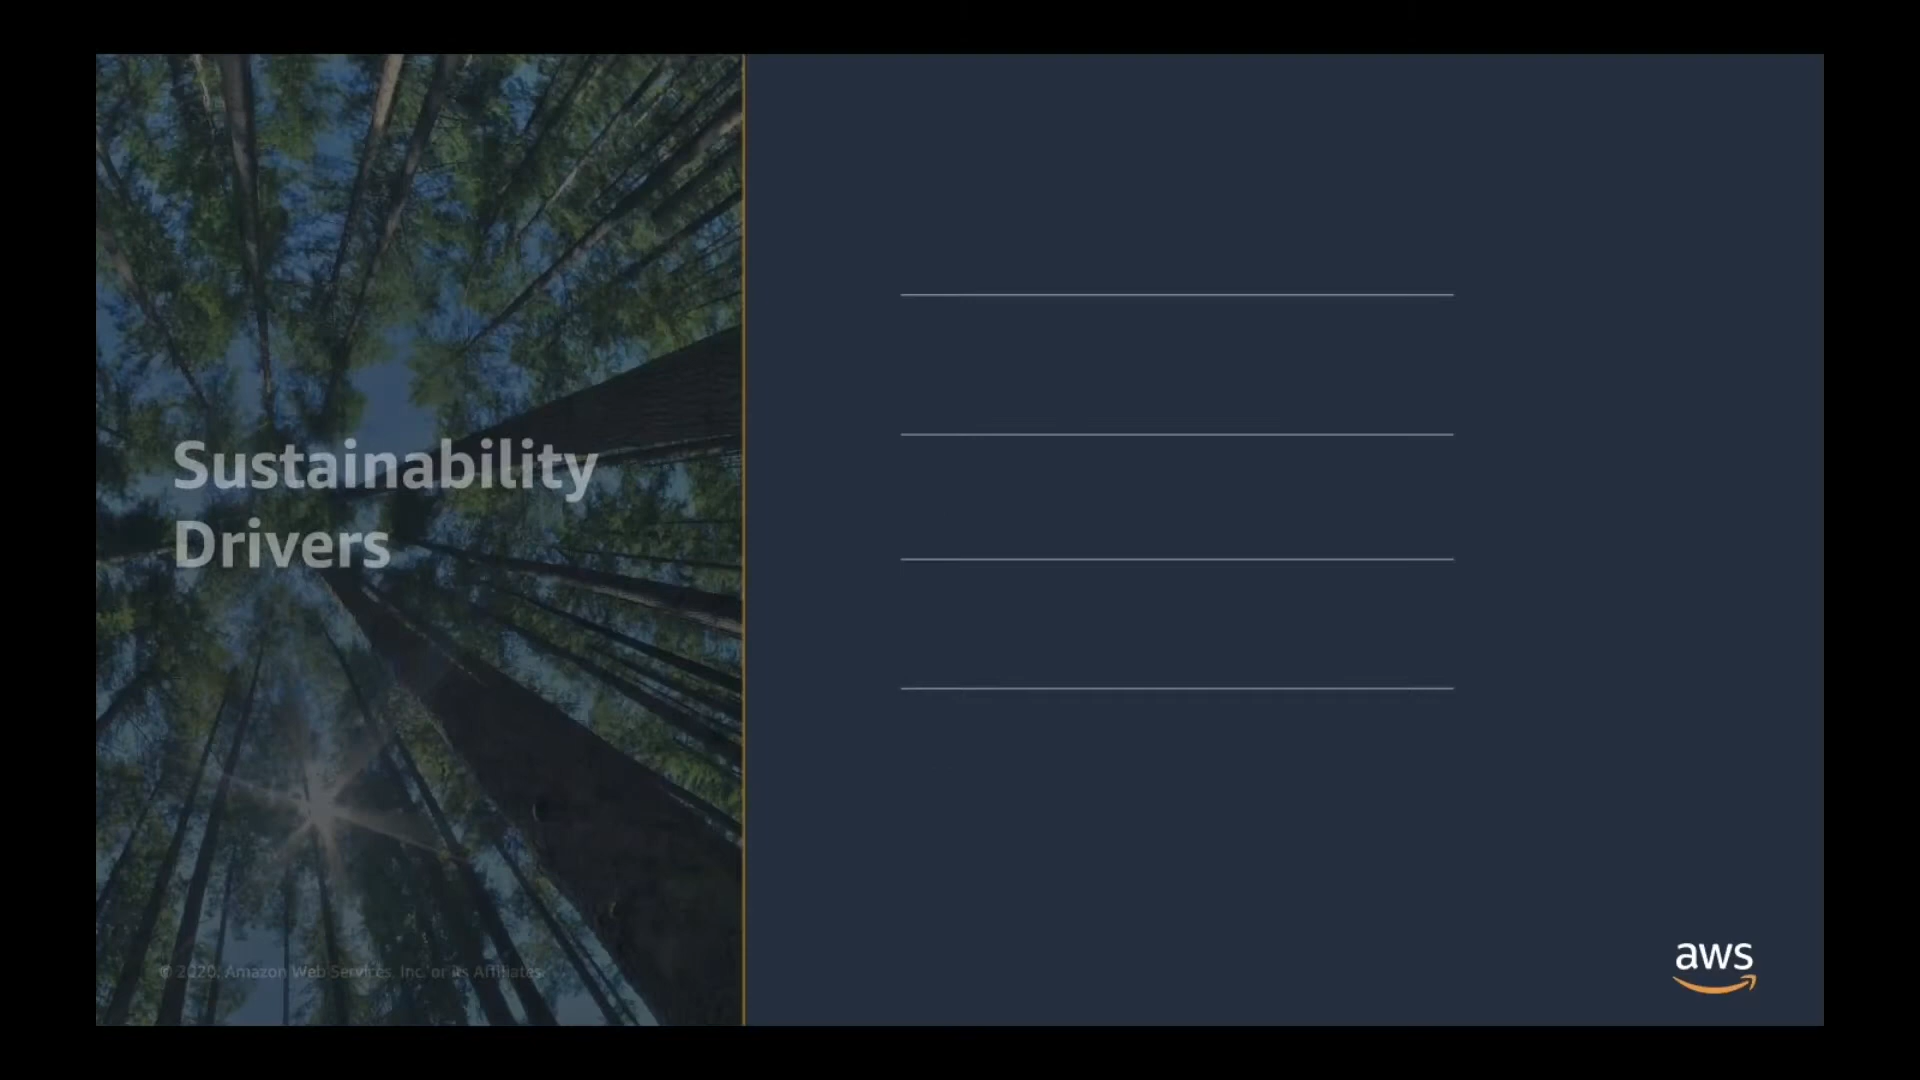 Sustainability
Drivers
© 2020, Amazon Web Services, Inc. or its Affiliates.
aws